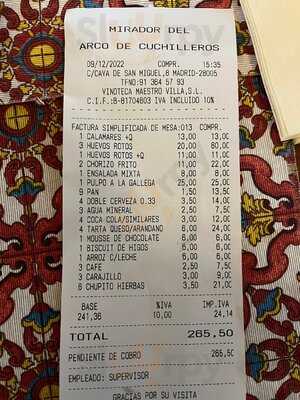 MIRADOR DEL
ARCO DE CUCHILLEROS
09/12/2022 COMPR. 15:35
C/CAVA DE SAN MIGUEL,8 MADRID-28005
TFNO:91 364 57 93
VINOTECA MAESTRO VILLA,S.L.
C.I.F.:B-81704803 IVA INCLUIDO 10%
FACTURA SIMPLIFICADA DE MESA:013 COMPR.
1 CALAMARES +Q 13,00 13,00
3 HUEVOS ROTOS 20,00 60,00
1 HUEVOS ROTOS +Q 11,00 11,00
2 CHORIZO FRITO 11,00 22,00
1 ENSALADA MIXTA 8,00 8,00
1 PULPO A LA GALLEGA 25,00 25,00
9 PAN 1,50 13,50
4 DOBLE CERVEZA 0.33 3,50 14,00
3 AGUA MINERAL 2,50 7,50
4 COCA COLA/SIMILARES 3,00 12,00
4 TARTA QUESO/ARANDANO 6,00 24,00
1 MOUSSE DE CHOCOLATE 6,00 6,00
1 BISCUIT DE HIGOS 6,00 6,00
1 ARROZ C/LECHE 6,00 6,00
3 CAFE 2,50 7,50
3 CARAJILLO 3,00 9,00
6 CHUPITO HIERBAS 3,50 21,00
BASE %IVA IMP.IVA
241,36 10,00 24,14
TOTAL 265,50
PENDIENTE DE COBRO 265,50
EMPLEADO: SUPERVISOR
GRACIAS POR SU VISITA